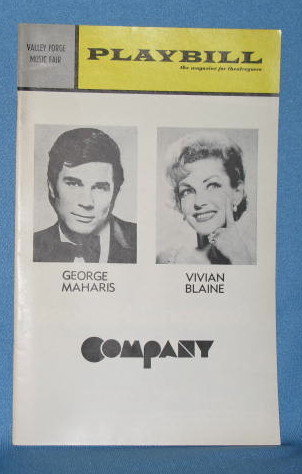 VALLEY FORGE
MUSIC FAIR
PLAYBILL
the magazine for theatregoers
GEORGE
MAHARIS
VIVIAN
BLAINE
COMPANY